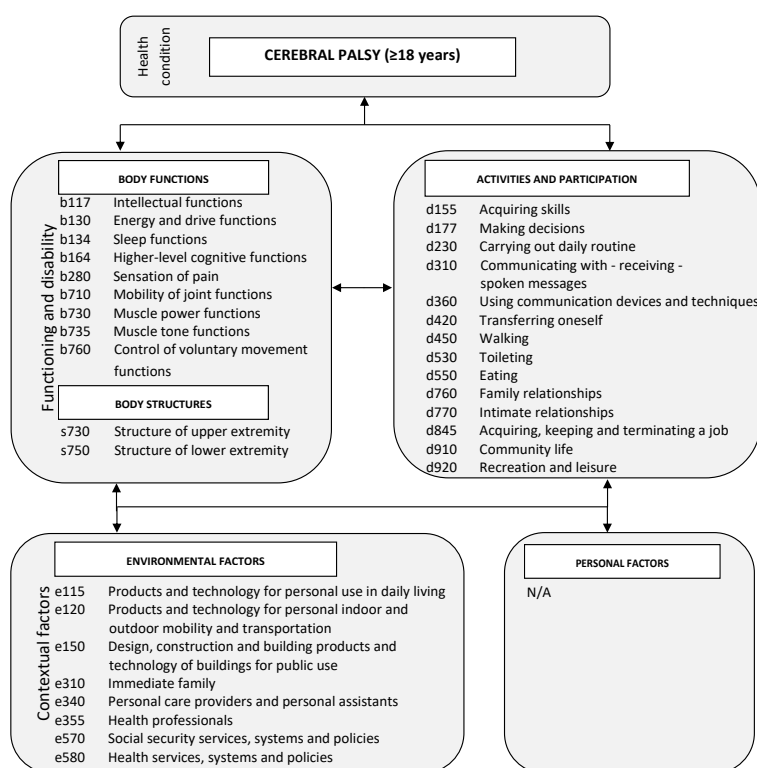 Health
condition
CEREBRAL PALSY (≥18 years)
Functioning and disability
BODY FUNCTIONS
b117 Intellectual functions
b130 Energy and drive functions
b134 Sleep functions
b164 Higher-level cognitive functions
b280 Sensation of pain
b710 Mobility of joint functions
b730 Muscle power functions
b735 Muscle tone functions
b760 Control of voluntary movement
functions
BODY STRUCTURES
s730 Structure of upper extremity
s750 Structure of lower extremity
ACTIVITIES AND PARTICIPATION
d155 Acquiring skills
d177 Making decisions
d230 Carrying out daily routine
d310 Communicating with - receiving -
spoken messages
d360 Using communication devices and techniques
d420 Transferring oneself
d450 Walking
d530 Toileting
d550 Eating
d760 Family relationships
d770 Intimate relationships
d845 Acquiring, keeping and terminating a job
d910 Community life
d920 Recreation and leisure
Contextual factors
ENVIRONMENTAL FACTORS
e115 Products and technology for personal use in daily living
e120 Products and technology for personal indoor and
outdoor mobility and transportation
e150 Design, construction and building products and
technology of buildings for public use
e310 Immediate family
e340 Personal care providers and personal assistants
e355 Health professionals
e570 Social security services, systems and policies
e580 Health services, systems and policies
PERSONAL FACTORS
N/A